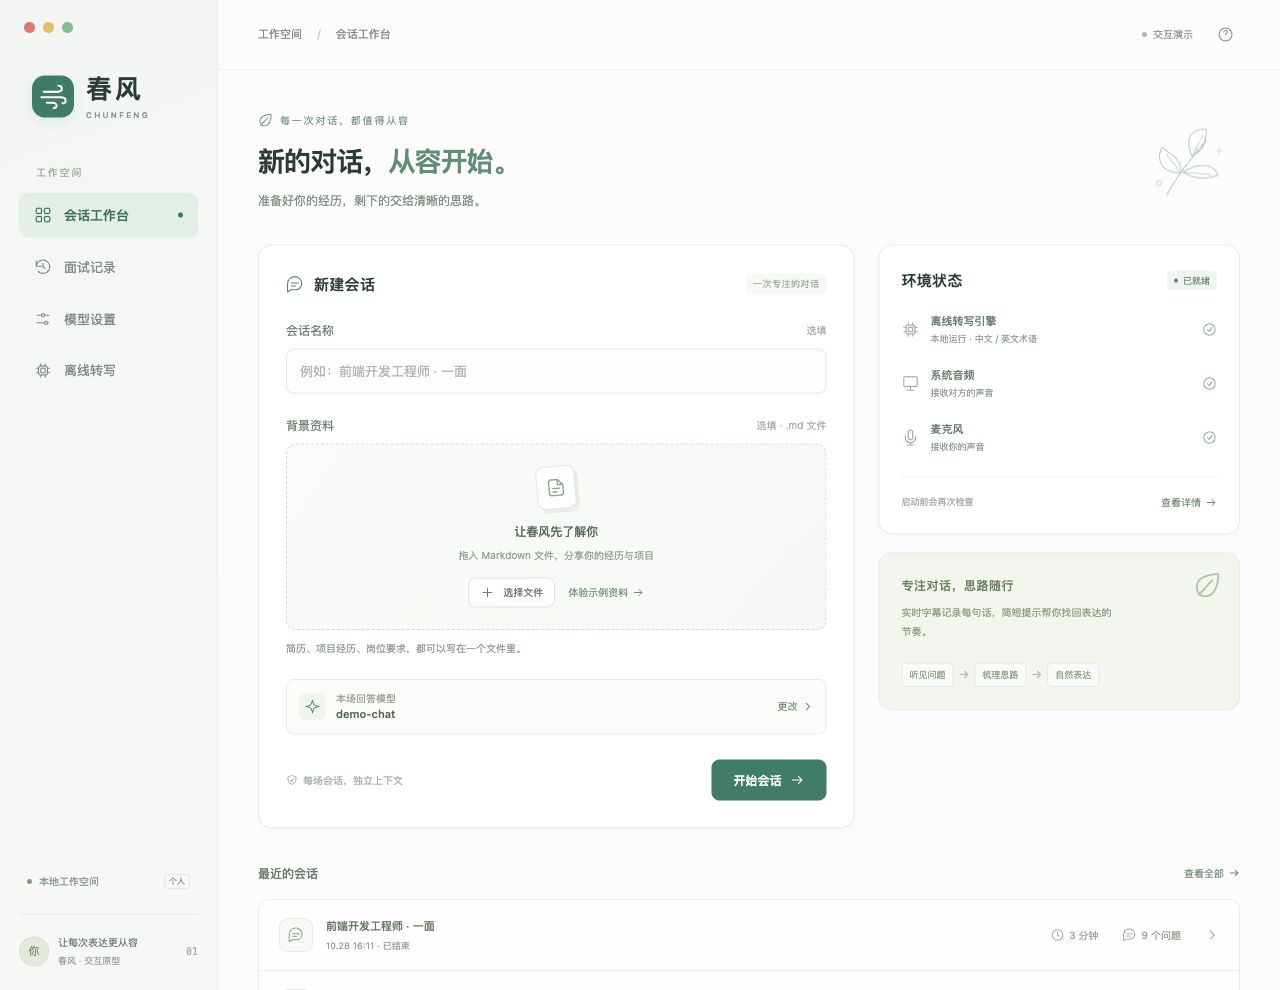 春风
CHUNFENG
工作空间
会话工作台
面试记录
模型设置
离线转写
本地工作空间
个人
你
让每次表达更从容
春风 · 交互原型
01
工作空间 / 会话工作台
交互演示
每一次对话，都值得从容
新的对话，从容开始。
准备好你的经历，剩下的交给清晰的思路。
新建会话
一次专注的对话
会话名称
选填
例如：前端开发工程师 · 一面
背景资料
选填 · .md 文件
让春风先了解你
拖入 Markdown 文件，分享你的经历与项目
选择文件
体验示例资料 →
简历、项目经历、岗位要求，都可以写在一个文件里。
本场回答模型
demo-chat
更改
每场会话，独立上下文
开始会话 →
环境状态
已就绪
离线转写引擎
本地运行 · 中文 / 英文术语
系统音频
接收对方的声音
麦克风
接收你的声音
启动前会再次检查
查看详情 →
专注对话，思路随行
实时字幕记录每句话，简短提示帮你找回表达的
节奏。
听见问题 → 梳理思路 → 自然表达
最近的会话
查看全部 →
前端开发工程师 · 一面
10.28 16:11 · 已结束
3 分钟
9 个问题